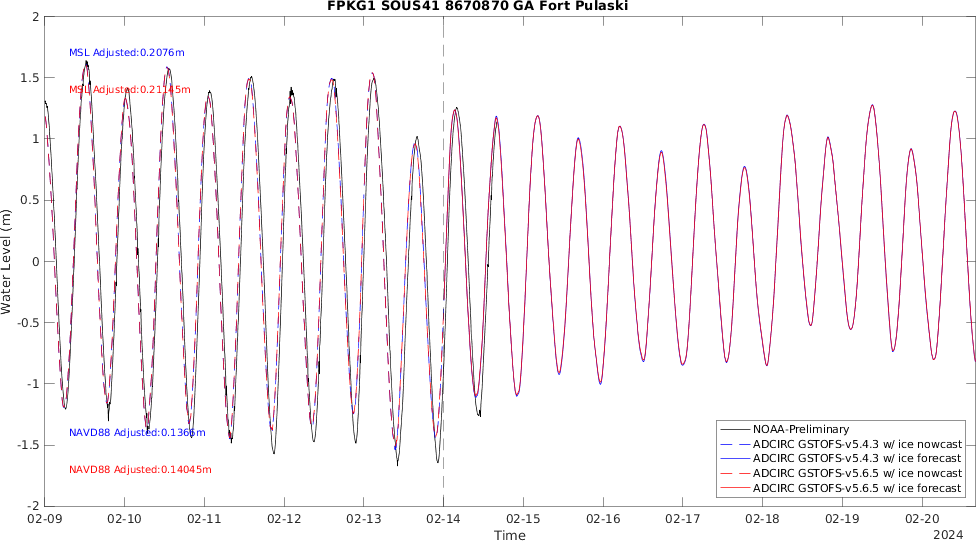 FPKG1 SOUS41 8670870 GA Fort Pulaski
2
1.5
1
0.5
0
-0.5
-1
-1.5
-2
Water Level (m)
MSL Adjusted:0.2076m
MSL Adjusted:0.21145m
NAVD88 Adjusted:0.1366m
NAVD88 Adjusted:0.14045m
NOAA-Preliminary
ADCIRC GSTOFS-v5.4.3 w/ ice nowcast
ADCIRC GSTOFS-v5.4.3 w/ ice forecast
ADCIRC GSTOFS-v5.6.5 w/ ice nowcast
ADCIRC GSTOFS-v5.6.5 w/ ice forecast
02-09 02-10 02-11 02-12 02-13 02-14 02-15 02-16 02-17 02-18 02-19 02-20
2024
Time